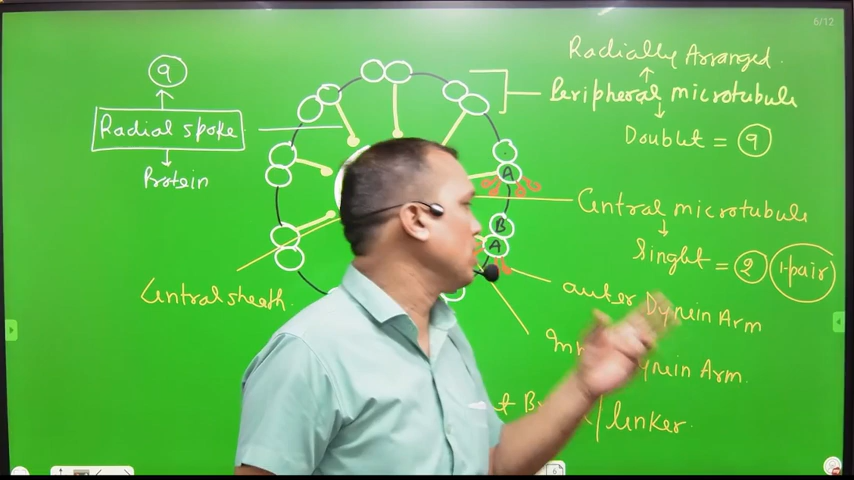 6/12
Radially Arranged.
9
Peripheral microtubule
Radial spoke
Doublet = 9
Protein
A
Central microtubule
B
A
Singlet = 2 (1-pair)
Central sheath.
outer Dynein Arm
Dynein Arm.
/linker.